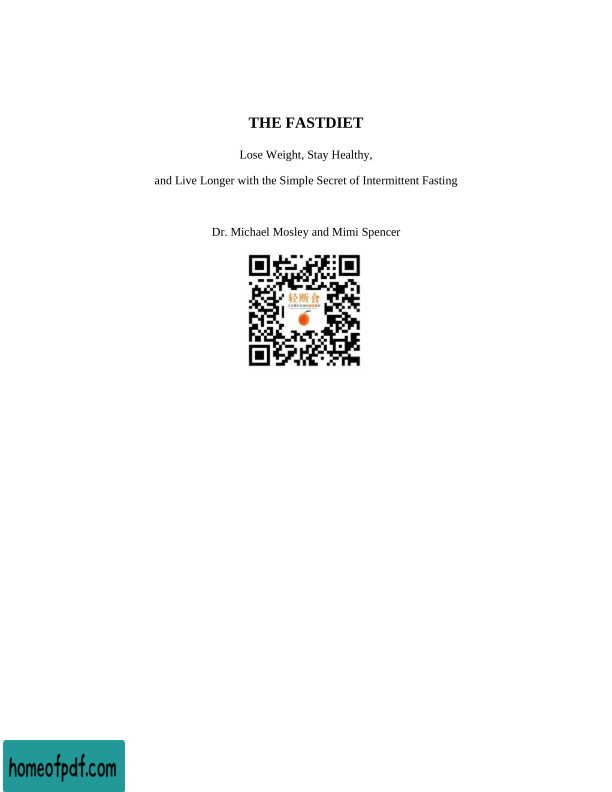 THE FASTDIET
Lose Weight, Stay Healthy,
and Live Longer with the Simple Secret of Intermittent Fasting
Dr. Michael Mosley and Mimi Spencer
轻断食
homeofpdf.com